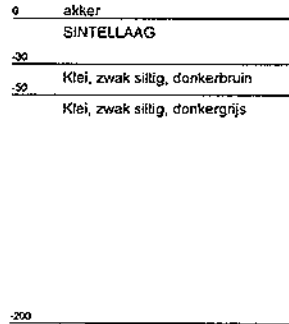 0 akker
SINTELLAAG
-30
Klei, zwak siltig, donkerbruin
-50
Klei, zwak siltig, donkergrijs
-200